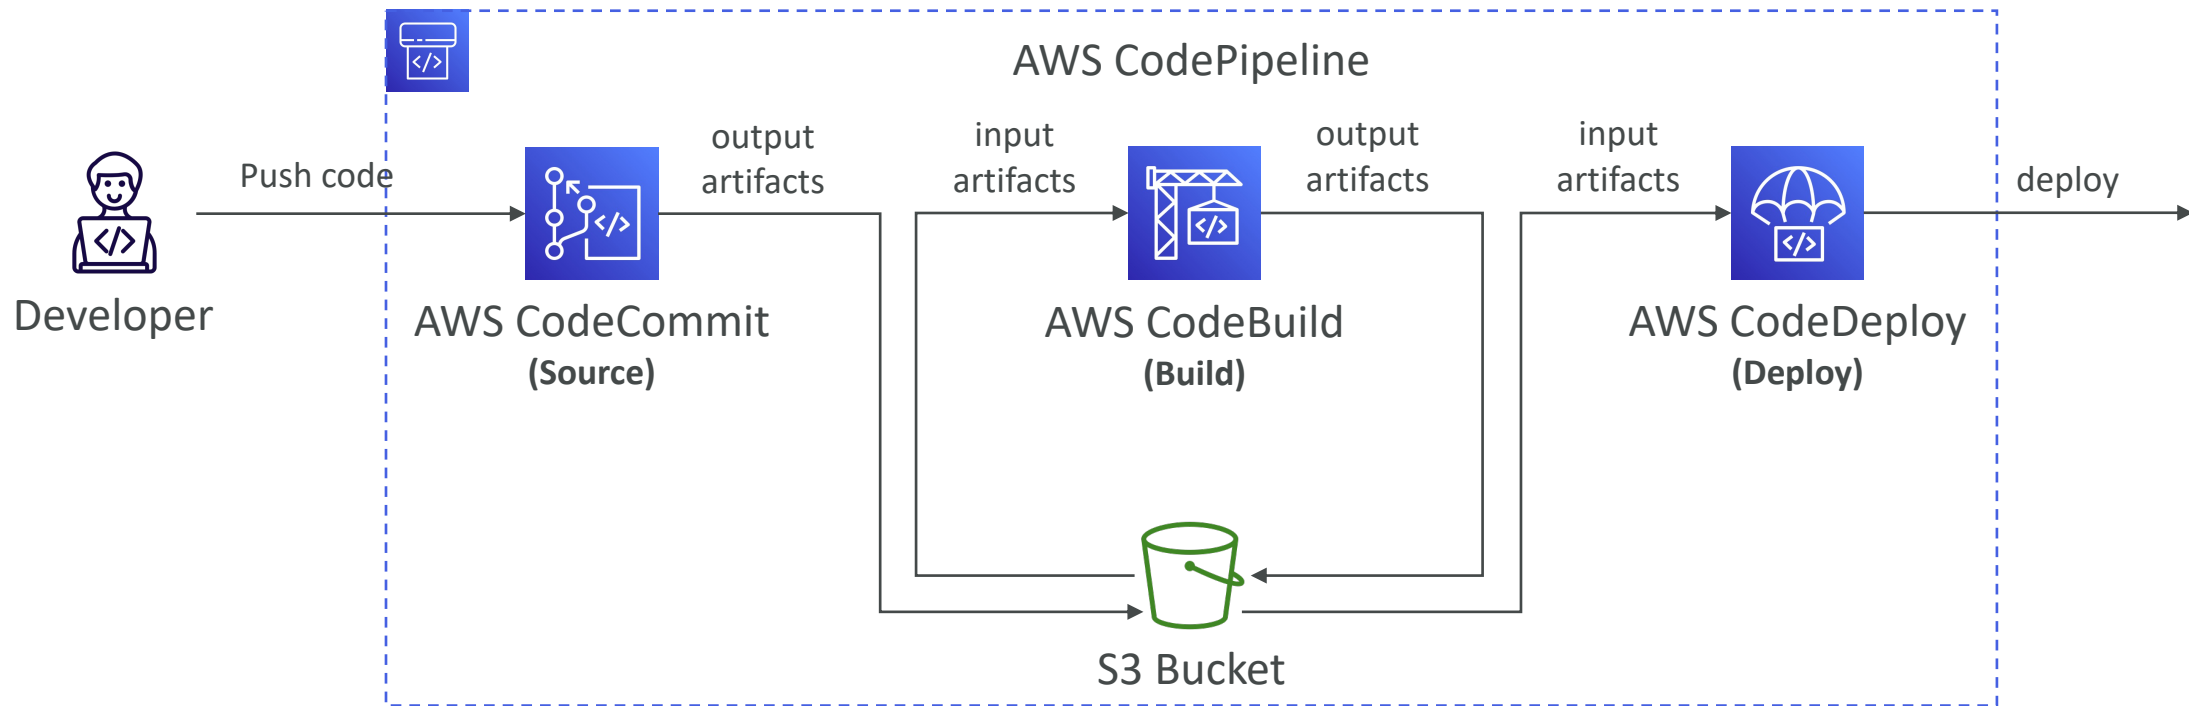 AWS CodePipeline
Push code
output
artifacts
input
artifacts
output
artifacts
input
artifacts
deploy
</>
</>
</>
</>
</>
Developer
AWS CodeCommit
(Source)
AWS CodeBuild
(Build)
AWS CodeDeploy
(Deploy)
S3 Bucket